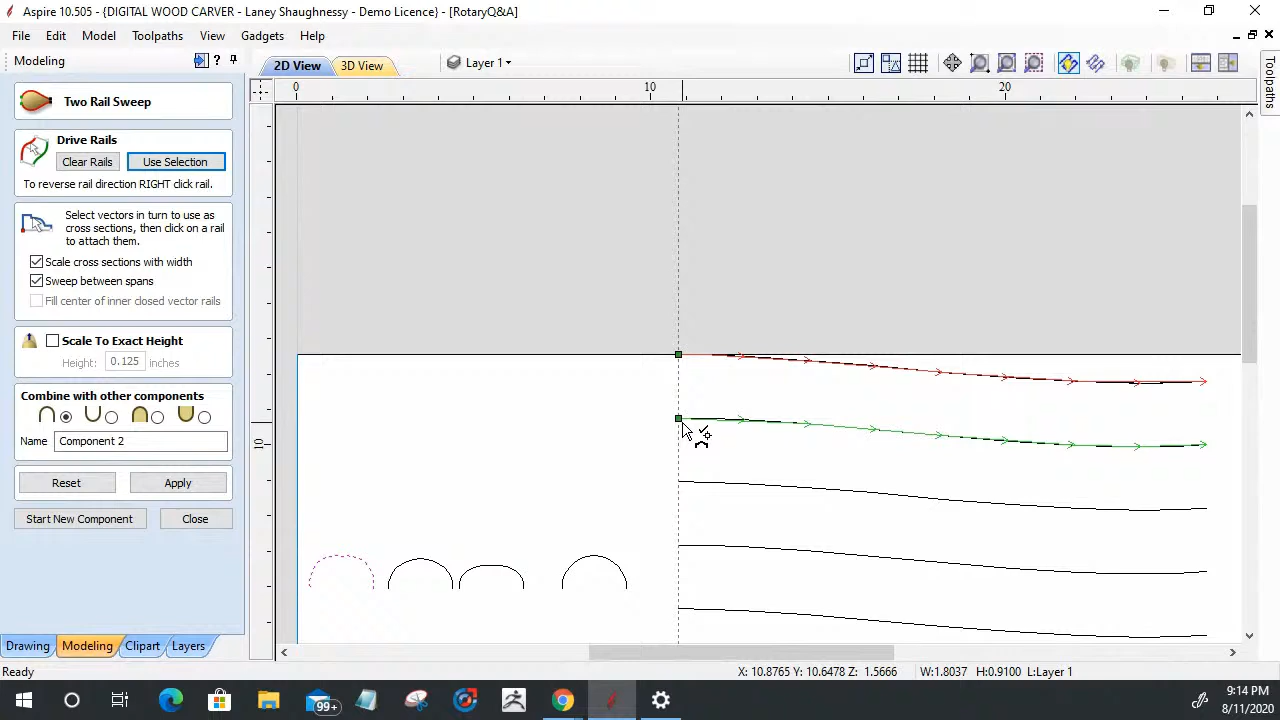 Aspire 10.505 - {DIGITAL WOOD CARVER - Laney Shaughnessy - Demo Licence} - [RotaryQ&A]
File Edit Model Toolpaths View Gadgets Help
Modeling
2D View 3D View Layer 1
Toolpaths
Two Rail Sweep
0 10 20
Drive Rails
Clear Rails Use Selection
To reverse rail direction RIGHT click rail.
Select vectors in turn to use as
cross sections, then click on a rail
to attach them.
Scale cross sections with width
Sweep between spans
Fill center of inner closed vector rails
Scale To Exact Height
Height: 0.125 inches
Combine with other components
Name Component 2
10
Reset Apply
Start New Component Close
Drawing Modeling Clipart Layers
Ready X: 10.8765 Y: 10.6478 Z: 1.5666 W:1.8037 H:0.9100 L:Layer 1
99+
9:14 PM
8/11/2020